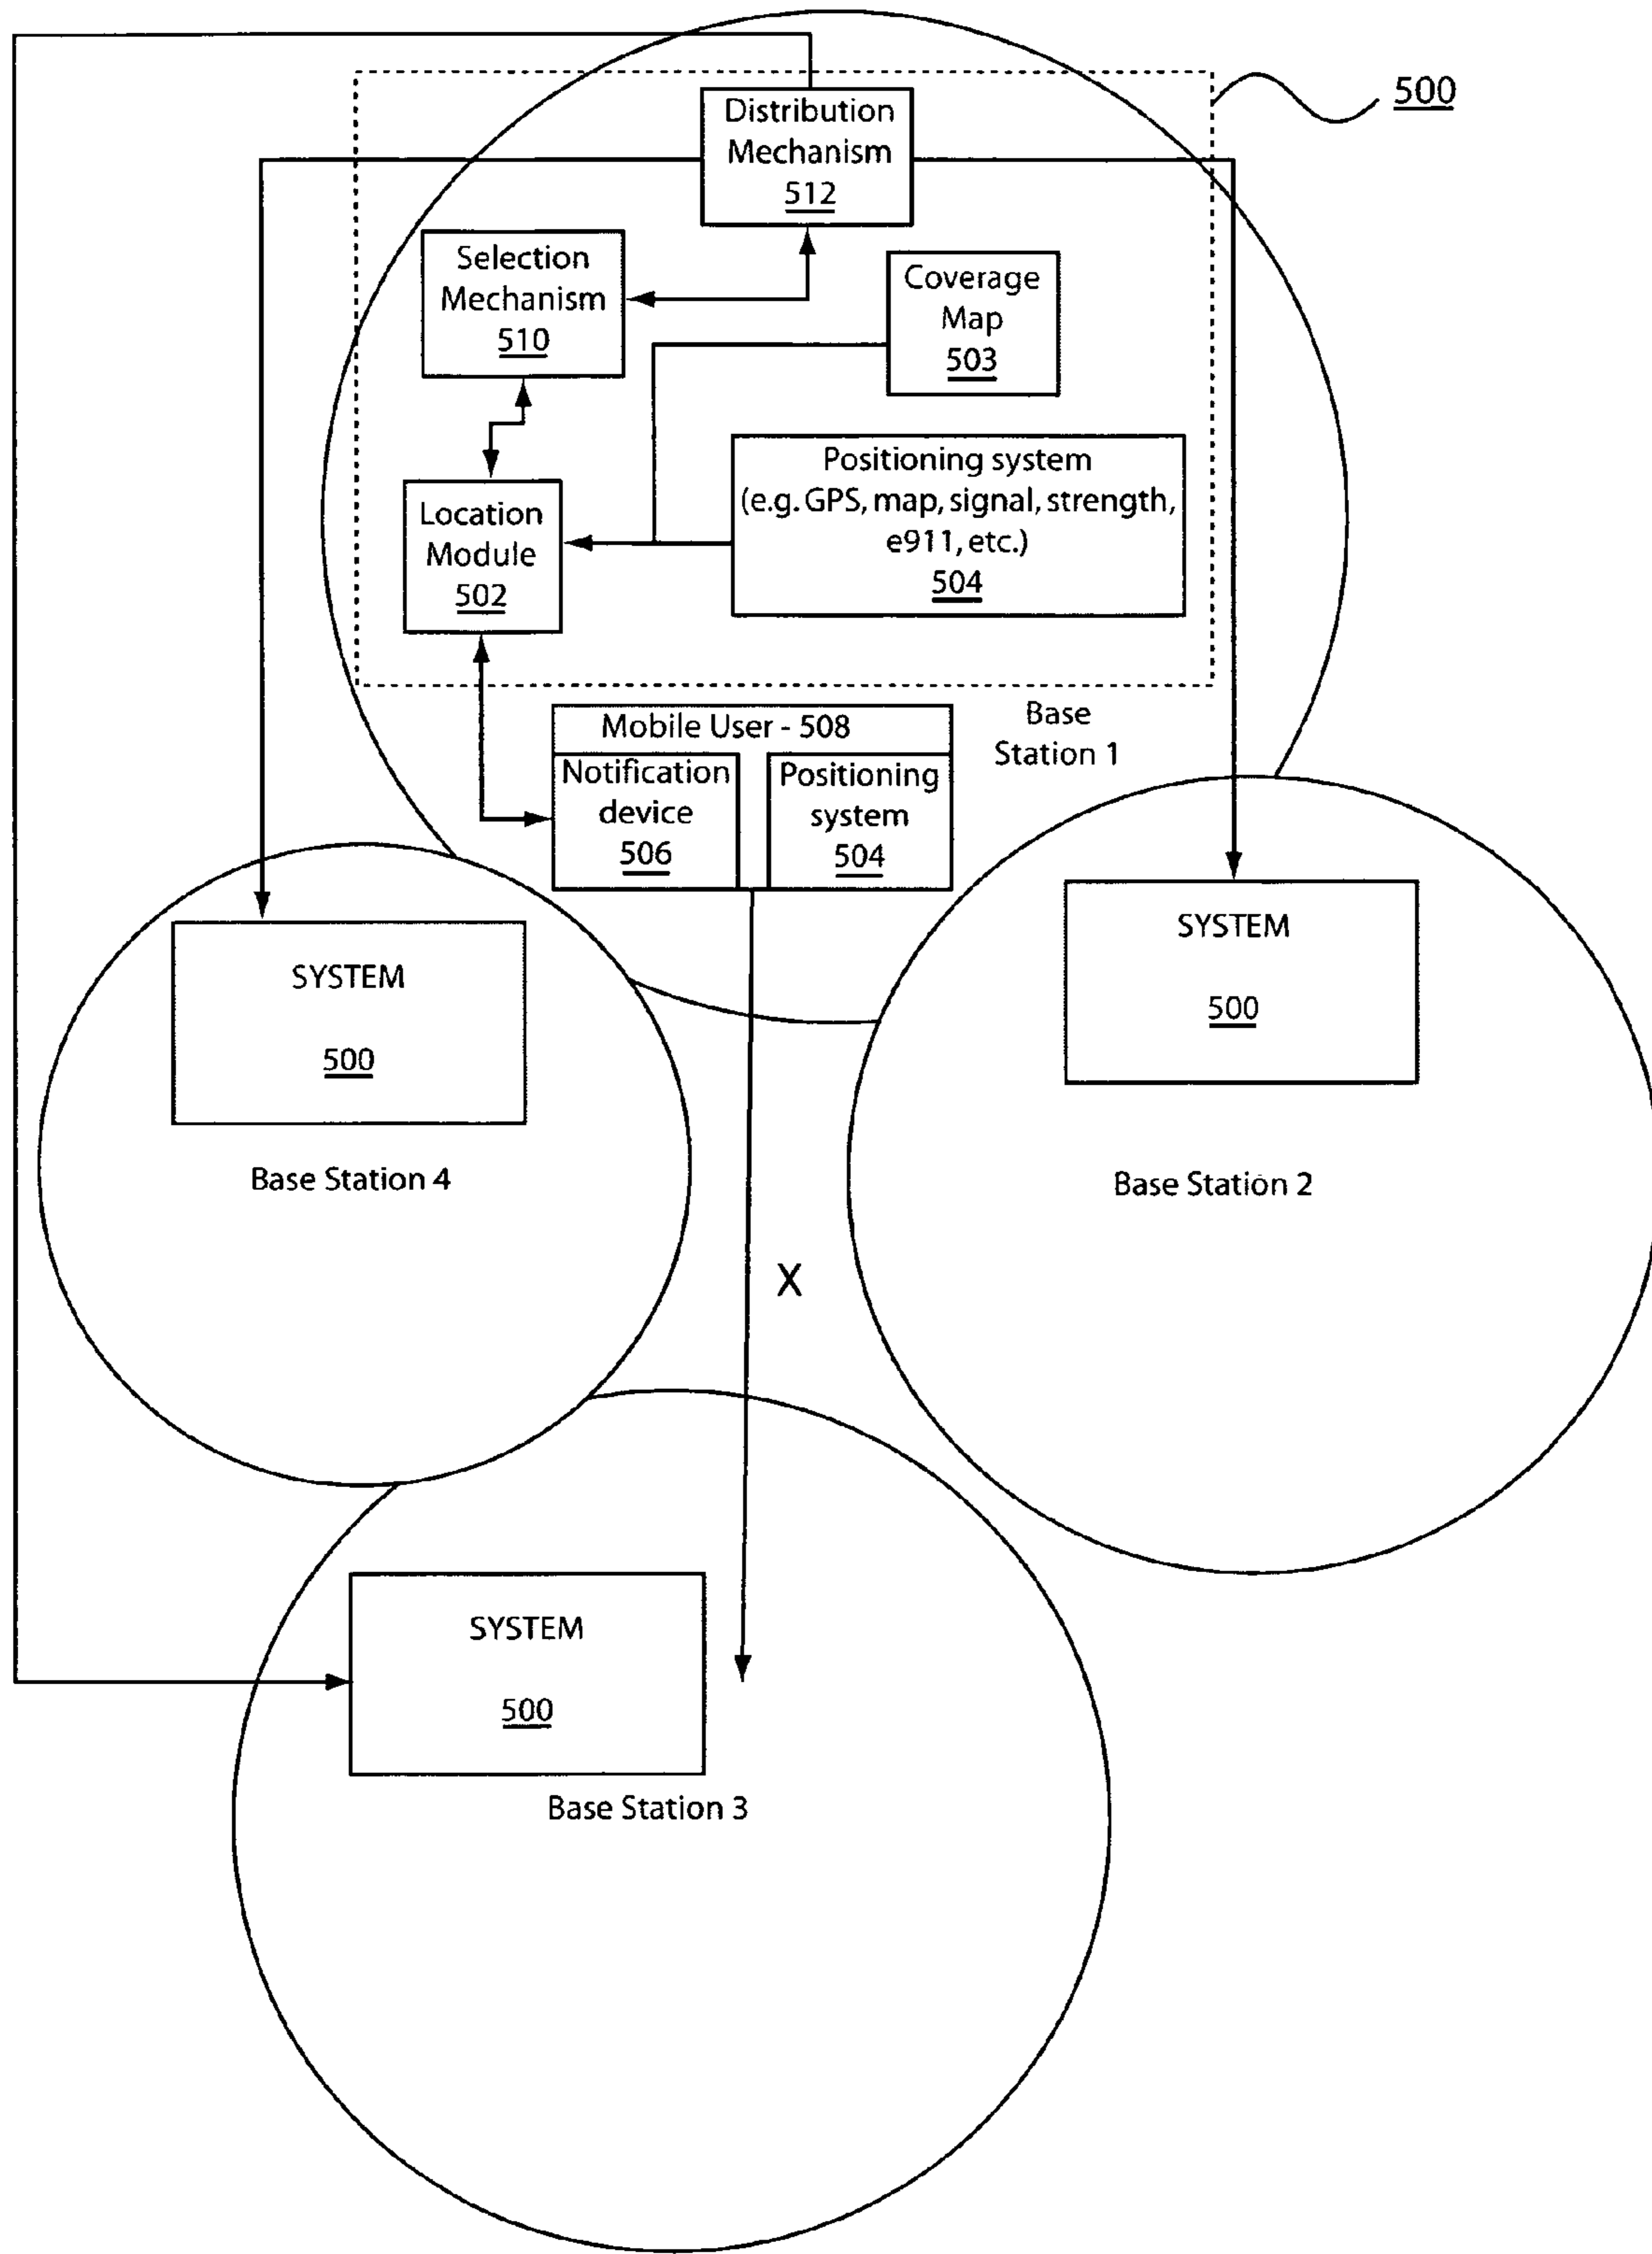 500
Distribution
Mechanism
512
Selection
Mechanism
510
Coverage
Map
503
Positioning system
(e.g. GPS, map, signal, strength,
e911, etc.)
504
Location
Module
502
Base
Station 1
Mobile User - 508
Notification
device
506
Positioning
system
504
SYSTEM
500
Base Station 4
SYSTEM
500
Base Station 2
X
SYSTEM
500
Base Station 3